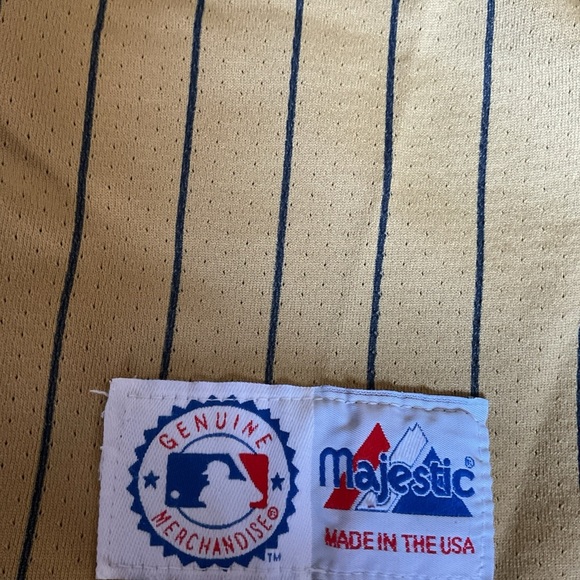 GENUINE
MERCHANDISE®
TM
Majestic®
MADE IN THE USA